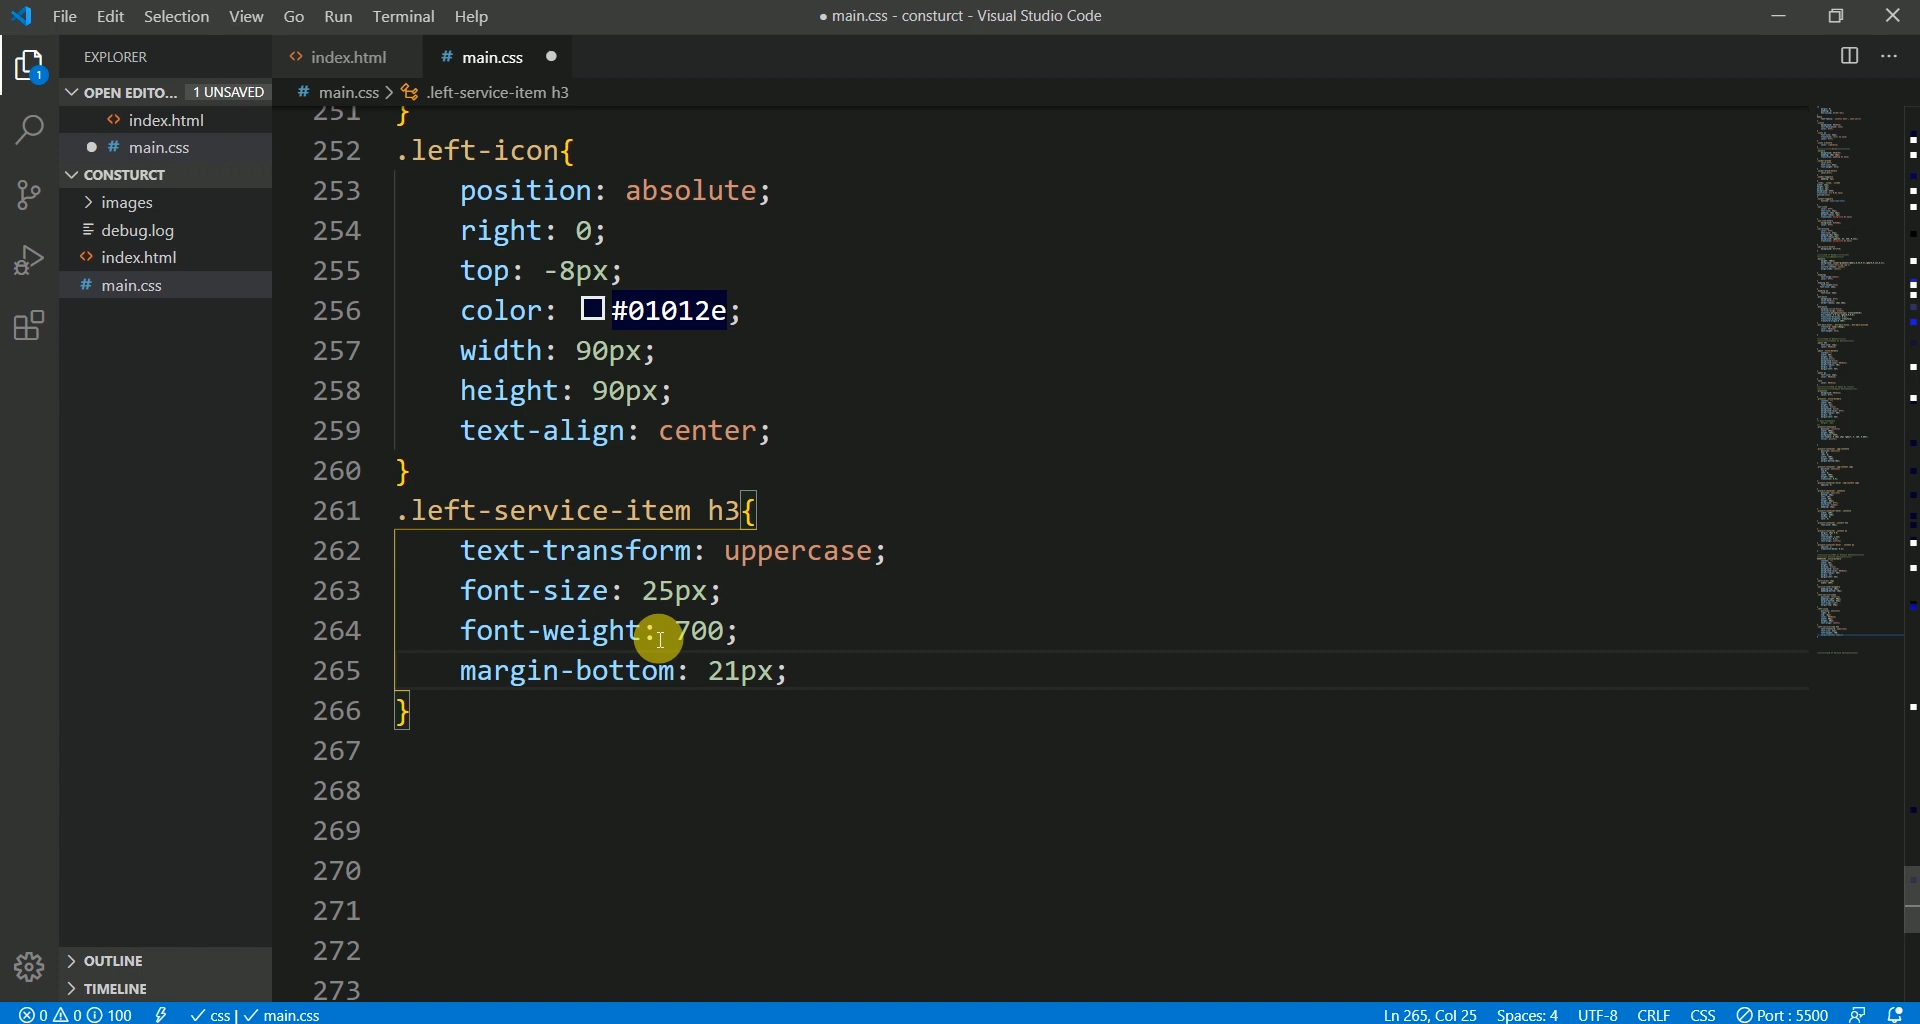 File Edit Selection View Go Run Terminal Help
● main.css - consturct - Visual Studio Code
EXPLORER
OPEN EDITO... 1 UNSAVED
index.html
# main.css
CONSTURCT
images
debug.log
index.html
# main.css
OUTLINE
TIMELINE
1
index.html # main.css
# main.css > .left-service-item h3
251 }
252 .left-icon{
253 position: absolute;
254 right: 0;
255 top: -8px;
256 color: #01012e;
257 width: 90px;
258 height: 90px;
259 text-align: center;
260 }
261 .left-service-item h3{
262 text-transform: uppercase;
263 font-size: 25px;
264 font-weight: 700;
265 margin-bottom: 21px;
266 }
267
268
269
270
271
272
273
0 0 100 css | main.css Ln 265, Col 25 Spaces: 4 UTF-8 CRLF CSS Port : 5500